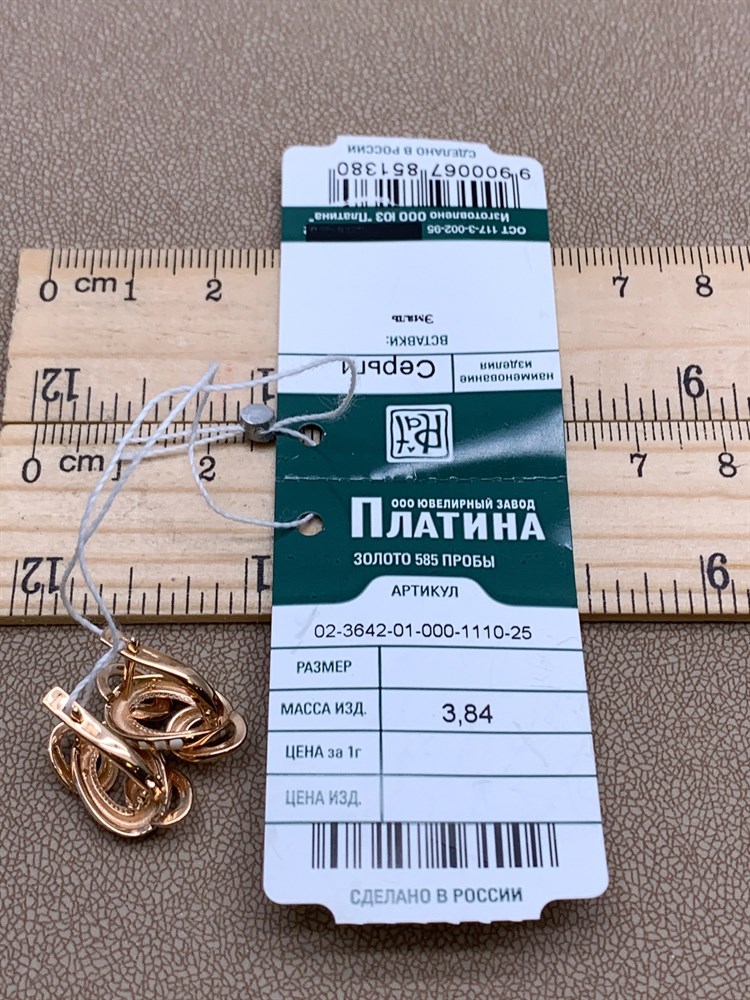 СДЕЛАНО В РОССИИ
9 900067 851380
Изготовлено ООО ЮЗ "Платина"
ОСТ 117-3-002-95
Эмаль
ВСТАВКИ:
наименование изделия
Серьги
Plat
ООО ЮВЕЛИРНЫЙ ЗАВОД
ПЛАТИНА
ЗОЛОТО 585 ПРОБЫ
АРТИКУЛ
02-3642-01-000-1110-25
РАЗМЕР
МАССА ИЗД. 3,84
ЦЕНА за 1г
ЦЕНА ИЗД.
СДЕЛАНО В РОССИИ
0 cm 1 2 7 8
12 1 6
0 cm 1 2 7 8
12 1 6